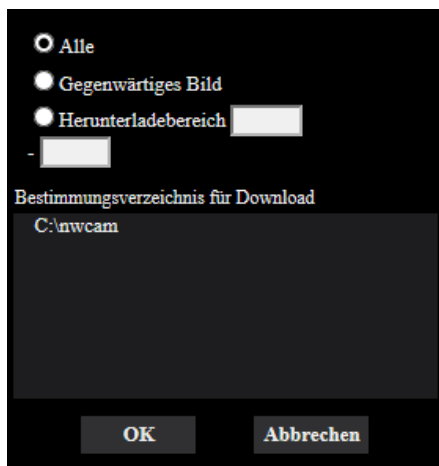 Alle
Gegenwärtiges Bild
Herunterladebereich
-
Bestimmungsverzeichnis für Download
C:\nwcam
OK Abbrechen